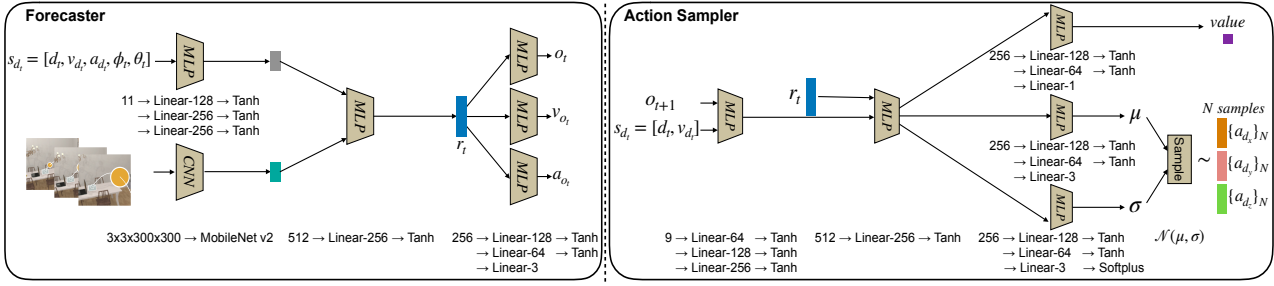 Forecaster
s_{d_t} = [d_t, v_{d_t}, a_{d_t}, ϕ_t, θ_t]
MLP
11 → Linear-128 → Tanh
→ Linear-256 → Tanh
→ Linear-256 → Tanh
CNN
3x3x300x300 → MobileNet v2
MLP
512 → Linear-256 → Tanh
r_t
MLP
o_t
MLP
v_{o_t}
MLP
a_{o_t}
256 → Linear-128 → Tanh
→ Linear-64 → Tanh
→ Linear-3
Action Sampler
o_{t+1}
s_{d_t} = [d_t, v_{d_t}]
MLP
9 → Linear-64 → Tanh
→ Linear-128 → Tanh
→ Linear-256 → Tanh
r_t
MLP
512 → Linear-256 → Tanh
MLP
value
256 → Linear-128 → Tanh
→ Linear-64 → Tanh
→ Linear-1
MLP
μ
256 → Linear-128 → Tanh
→ Linear-64 → Tanh
→ Linear-3
MLP
σ
256 → Linear-128 → Tanh
→ Linear-64 → Tanh
→ Linear-3 → Softplus
Sample
𝒩(μ, σ)
~
N samples
{a_{d_x}}_N
{a_{d_y}}_N
{a_{d_z}}_N